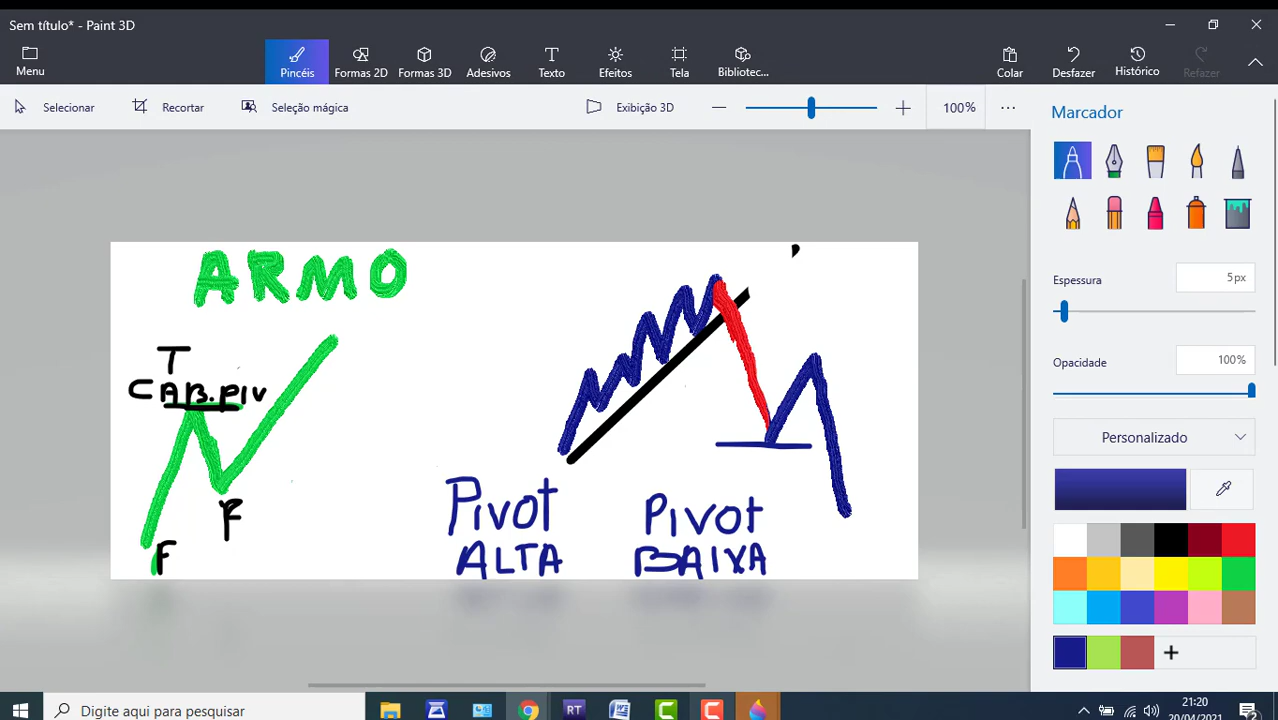 Sem título* - Paint 3D
Menu
Pincéis
Formas 2D
Formas 3D
Adesivos
Texto
Efeitos
Tela
Bibliotec...
Colar
Desfazer
Histórico
Refazer
Selecionar
Recortar
Seleção mágica
Exibição 3D
100%
Marcador
Espessura
5px
Opacidade
100%
Personalizado
ARMO
T
CAB.PIV
F
F
Pivot
ALTA
Pivot
BAIXA
Digite aqui para pesquisar
RT
21:20
20/04/2021
2